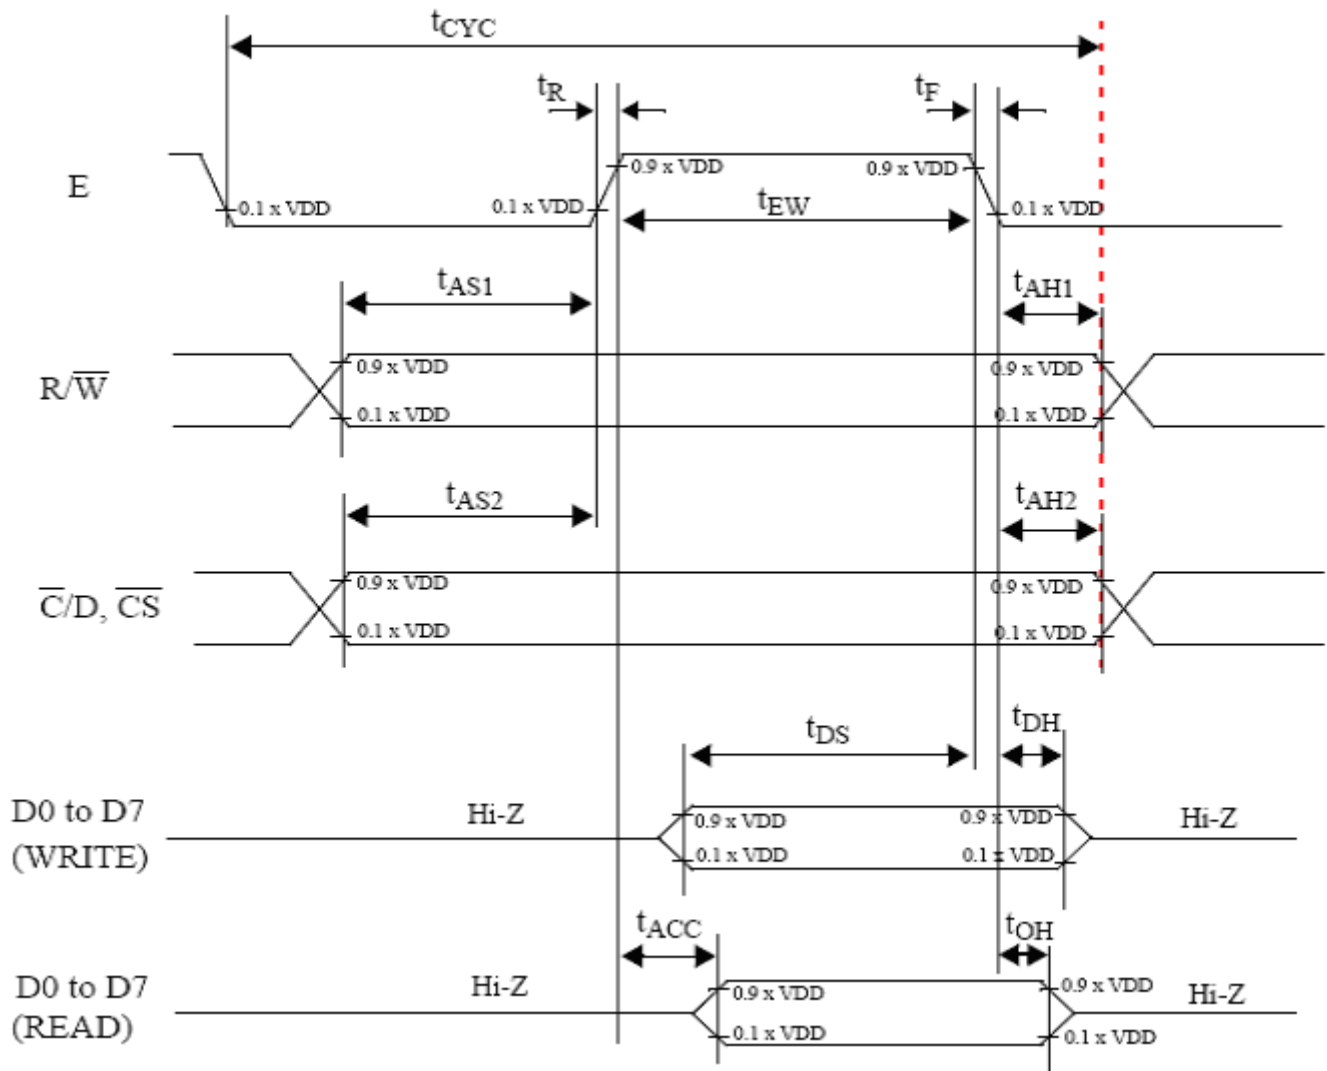 tCYC
tR
tF
E
0.9 x VDD
0.9 x VDD
0.1 x VDD
0.1 x VDD
tEW
0.1 x VDD
tAS1
tAH1
R/W̅
0.9 x VDD
0.9 x VDD
0.1 x VDD
0.1 x VDD
tAS2
tAH2
C̅/D, C̅S̅
0.9 x VDD
0.9 x VDD
0.1 x VDD
0.1 x VDD
tDS
tDH
D0 to D7
(WRITE)
Hi-Z
0.9 x VDD
0.9 x VDD
Hi-Z
0.1 x VDD
0.1 x VDD
tACC
tOH
D0 to D7
(READ)
Hi-Z
0.9 x VDD
0.9 x VDD
Hi-Z
0.1 x VDD
0.1 x VDD